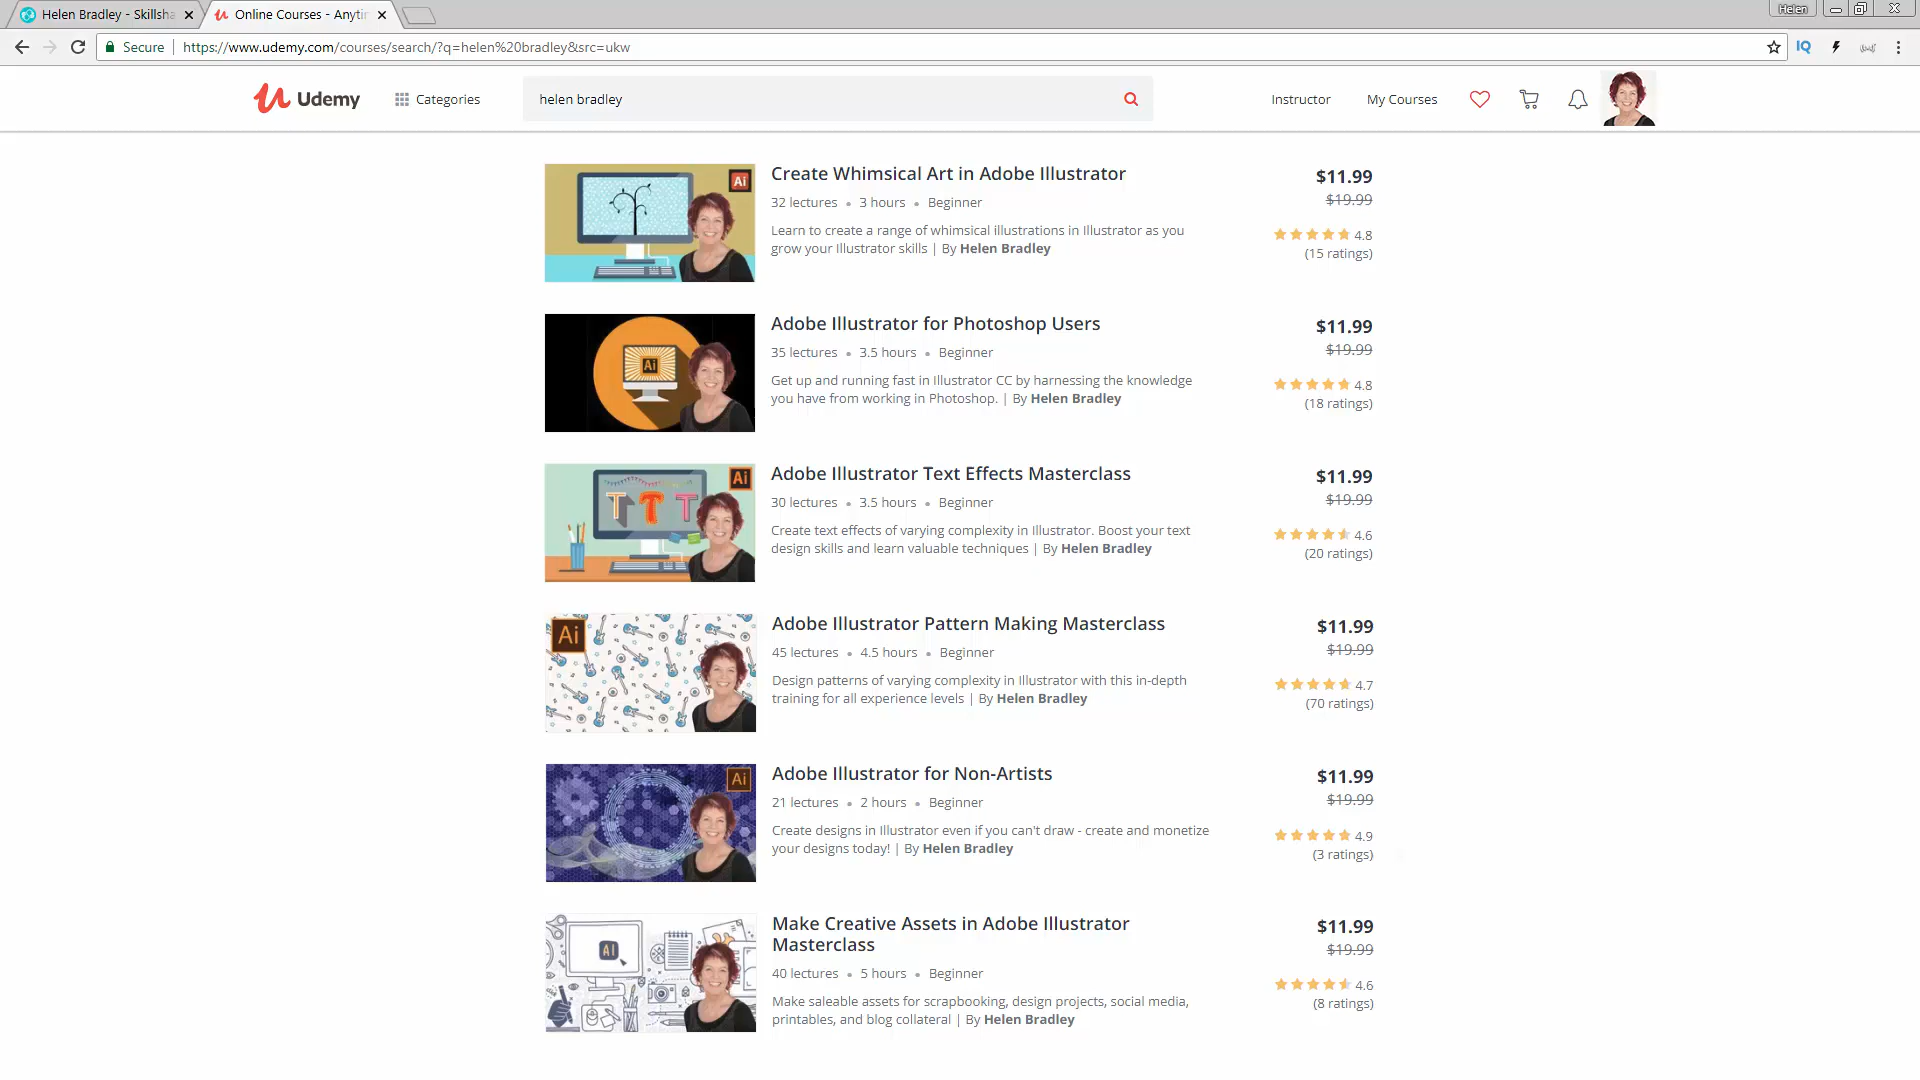 Helen Bradley - Skillsha
Online Courses - Anytin
Helen
Secure
https://www.udemy.com/courses/search/?q=helen%20bradley&src=ukw
IQ
Udemy
Categories
helen bradley
Instructor
My Courses
Ai
Create Whimsical Art in Adobe Illustrator
32 lectures • 3 hours • Beginner
Learn to create a range of whimsical illustrations in Illustrator as you
grow your Illustrator skills | By Helen Bradley
$11.99
$19.99
4.8
(15 ratings)
Ai
Adobe Illustrator for Photoshop Users
35 lectures • 3.5 hours • Beginner
Get up and running fast in Illustrator CC by harnessing the knowledge
you have from working in Photoshop. | By Helen Bradley
$11.99
$19.99
4.8
(18 ratings)
Ai
T T T
Adobe Illustrator Text Effects Masterclass
30 lectures • 3.5 hours • Beginner
Create text effects of varying complexity in Illustrator. Boost your text
design skills and learn valuable techniques | By Helen Bradley
$11.99
$19.99
4.6
(20 ratings)
Ai
Adobe Illustrator Pattern Making Masterclass
45 lectures • 4.5 hours • Beginner
Design patterns of varying complexity in Illustrator with this in-depth
training for all experience levels | By Helen Bradley
$11.99
$19.99
4.7
(70 ratings)
Ai
Adobe Illustrator for Non-Artists
21 lectures • 2 hours • Beginner
Create designs in Illustrator even if you can't draw - create and monetize
your designs today! | By Helen Bradley
$11.99
$19.99
4.9
(3 ratings)
AI
Make Creative Assets in Adobe Illustrator
Masterclass
40 lectures • 5 hours • Beginner
Make saleable assets for scrapbooking, design projects, social media,
printables, and blog collateral | By Helen Bradley
$11.99
$19.99
4.6
(8 ratings)